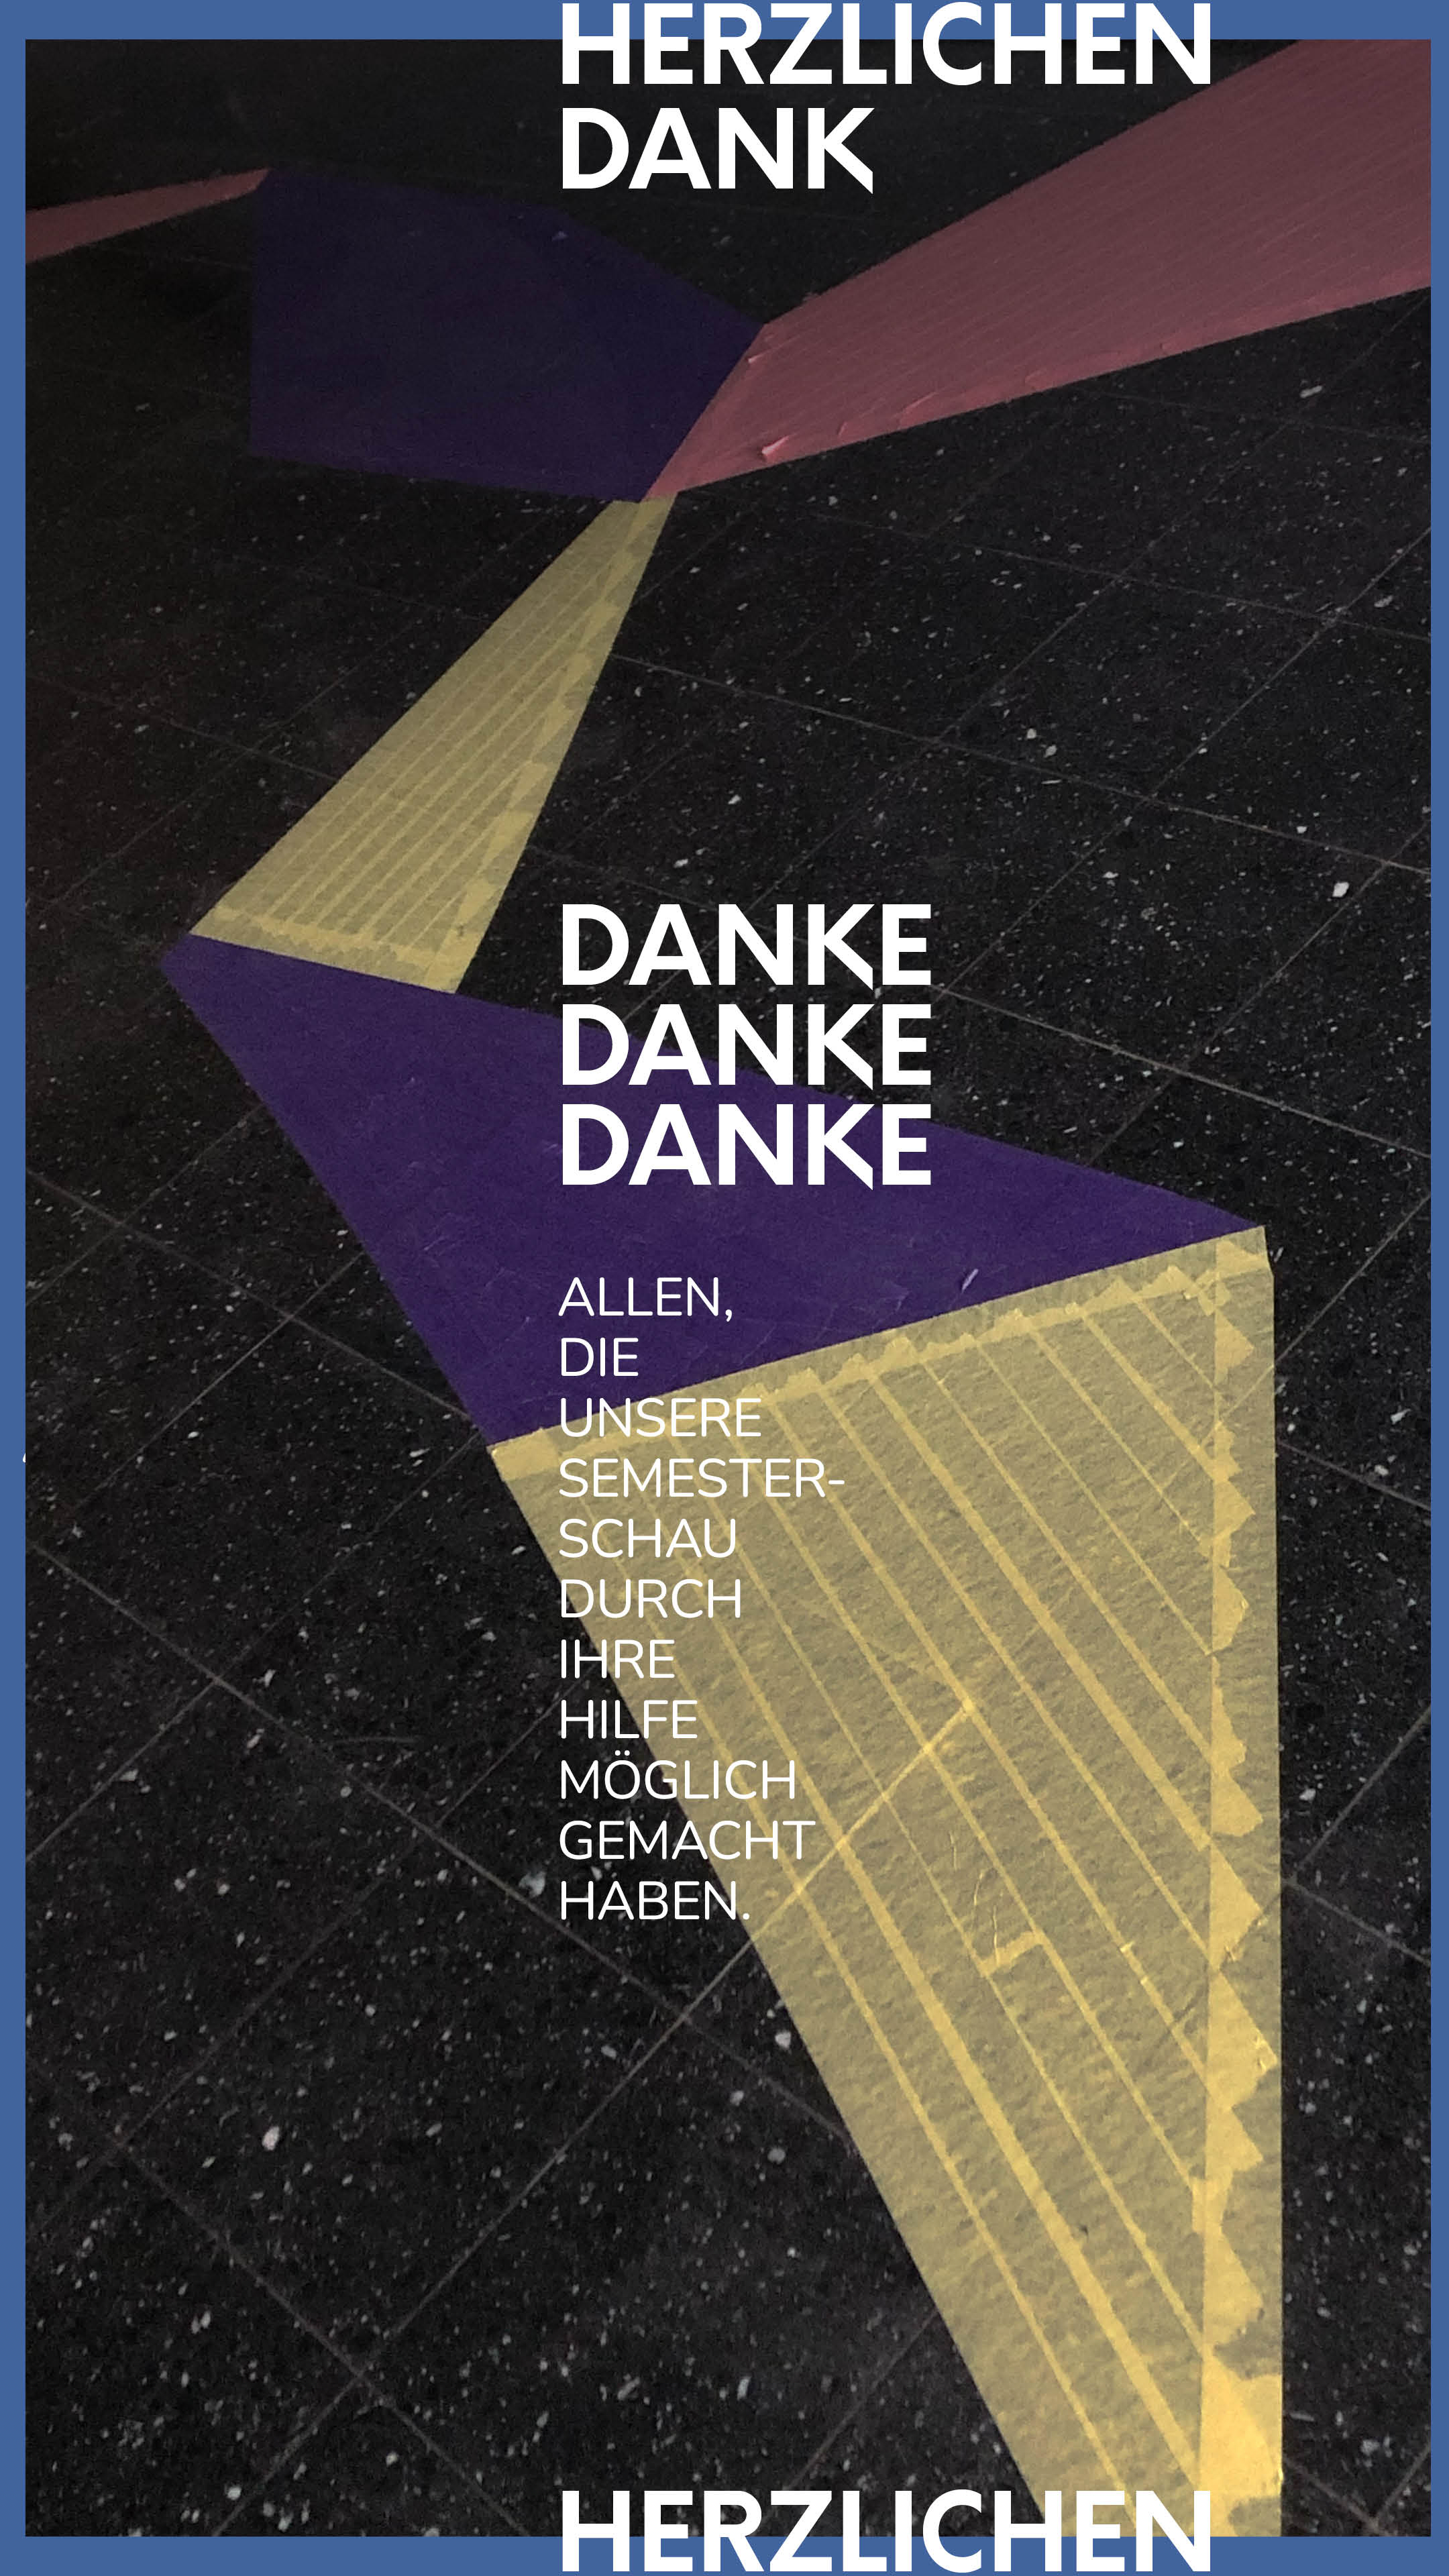 HERZLICHEN
DANK
DANKE
DANKE
DANKE
ALLEN,
DIE
UNSERE
SEMESTER-
SCHAU
DURCH
IHRE
HILFE
MÖGLICH
GEMACHT
HABEN.
HERZLICHEN